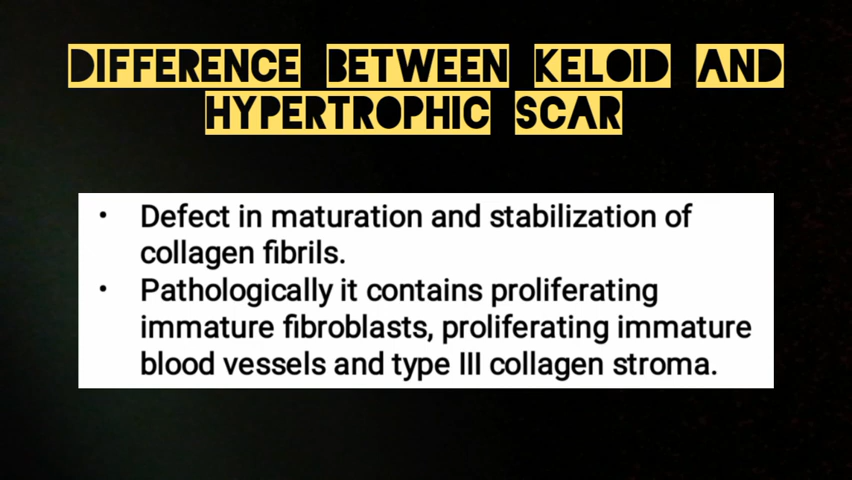 DIFFERENCE BETWEEN KELOID AND
HYPERTROPHIC SCAR
• Defect in maturation and stabilization of
collagen fibrils.
• Pathologically it contains proliferating
immature fibroblasts, proliferating immature
blood vessels and type III collagen stroma.